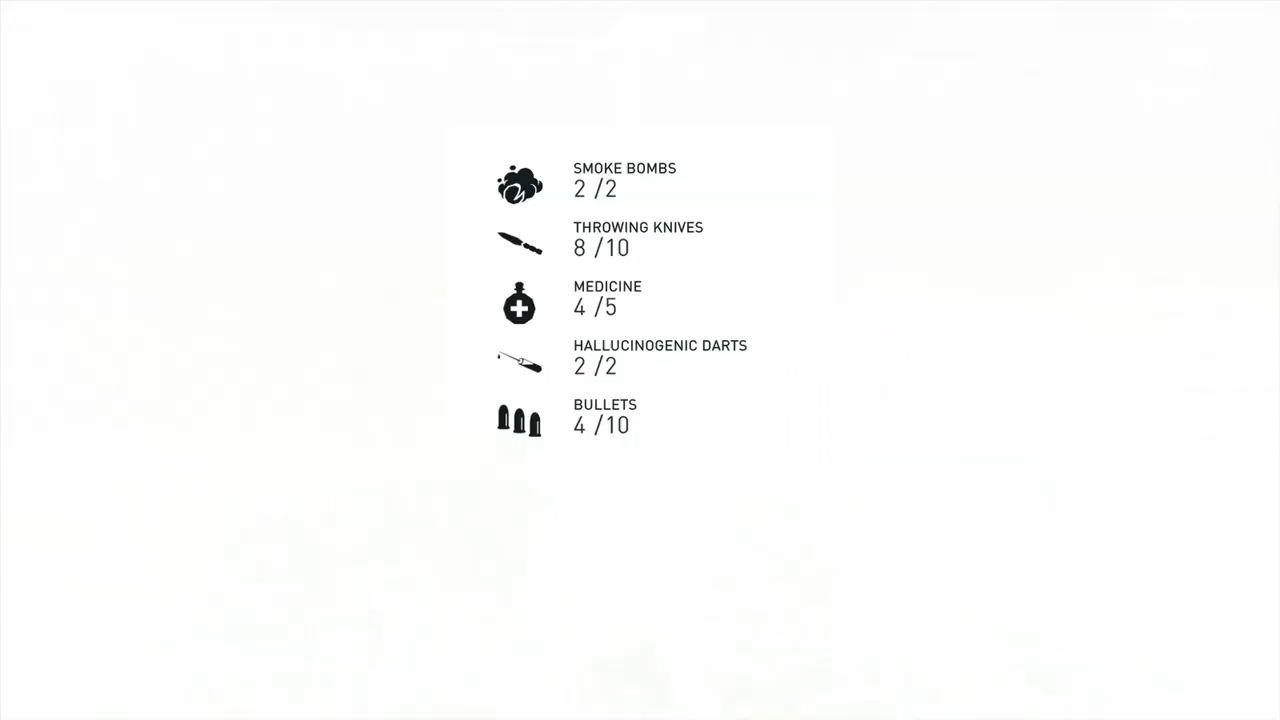 SMOKE BOMBS
2 /2
THROWING KNIVES
8 /10
MEDICINE
4 /5
HALLUCINOGENIC DARTS
2 /2
BULLETS
4 /10